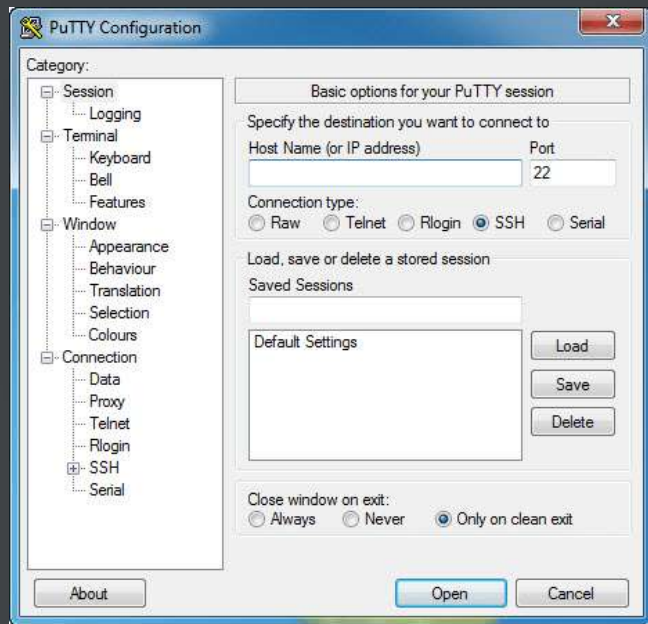 PuTTY Configuration
Category:
Session
Logging
Terminal
Keyboard
Bell
Features
Window
Appearance
Behaviour
Translation
Selection
Colours
Connection
Data
Proxy
Telnet
Rlogin
SSH
Serial
Basic options for your PuTTY session
Specify the destination you want to connect to
Host Name (or IP address) Port
22
Connection type:
Raw Telnet Rlogin SSH Serial
Load, save or delete a stored session
Saved Sessions
Default Settings
Load
Save
Delete
Close window on exit:
Always Never Only on clean exit
About Open Cancel